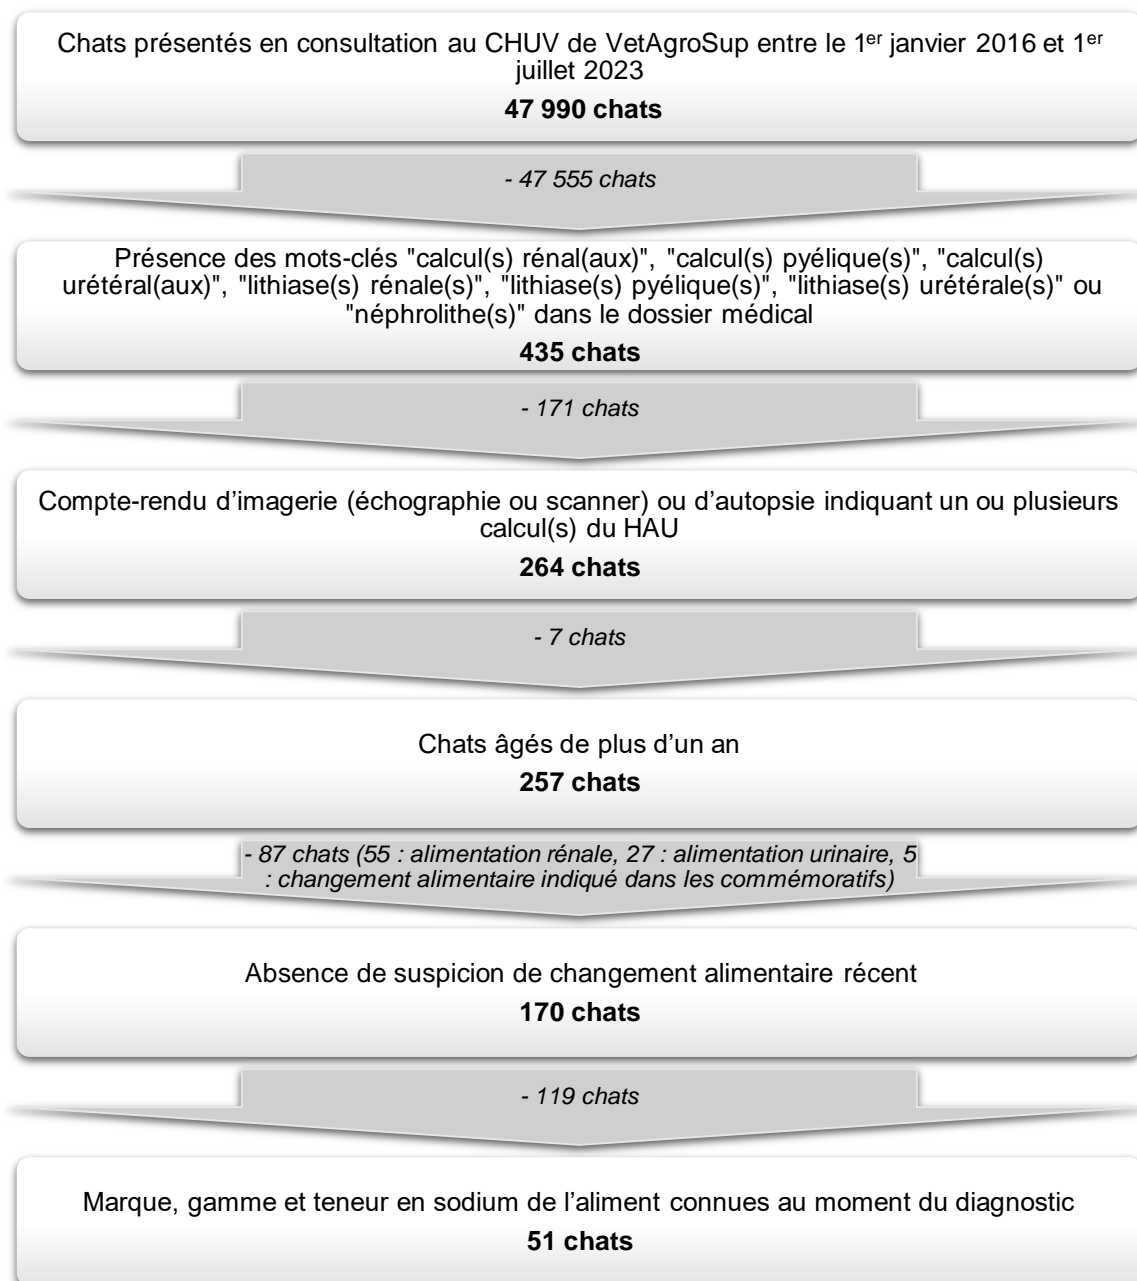 Chats présentés en consultation au CHUV de VetAgroSup entre le 1er janvier 2016 et 1er
juillet 2023
47 990 chats
- 47 555 chats
Présence des mots-clés "calcul(s) rénal(aux)", "calcul(s) pyélique(s)", "calcul(s)
urétéral(aux)", "lithiase(s) rénale(s)", "lithiase(s) pyélique(s)", "lithiase(s) urétérale(s)" ou
"néphrolithe(s)" dans le dossier médical
435 chats
- 171 chats
Compte-rendu d’imagerie (échographie ou scanner) ou d’autopsie indiquant un ou plusieurs
calcul(s) du HAU
264 chats
- 7 chats
Chats âgés de plus d’un an
257 chats
- 87 chats (55 : alimentation rénale, 27 : alimentation urinaire, 5
: changement alimentaire indiqué dans les commémoratifs)
Absence de suspicion de changement alimentaire récent
170 chats
- 119 chats
Marque, gamme et teneur en sodium de l’aliment connues au moment du diagnostic
51 chats